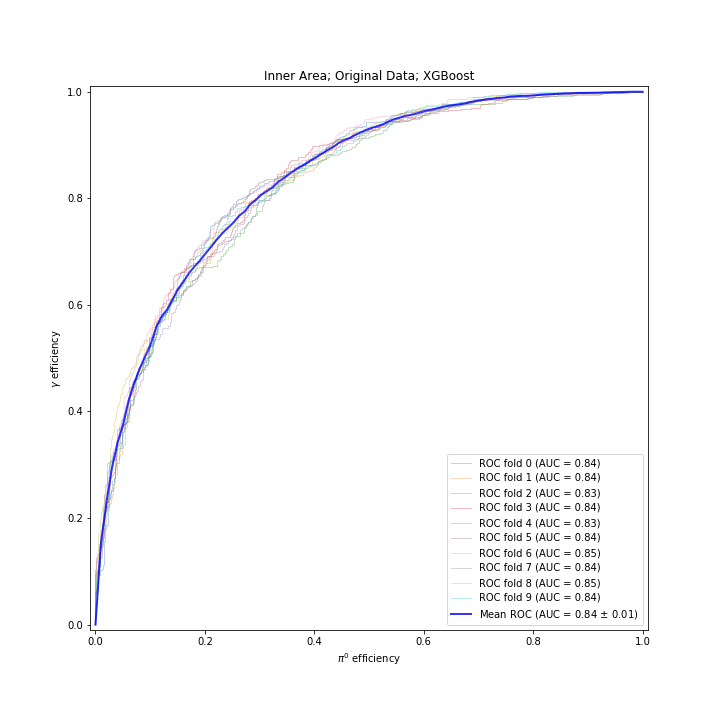 Inner Area; Original Data; XGBoost
1.0
0.8
0.6
0.4
0.2
0.0
γ efficiency
ROC fold 0 (AUC = 0.84)
ROC fold 1 (AUC = 0.84)
ROC fold 2 (AUC = 0.83)
ROC fold 3 (AUC = 0.84)
ROC fold 4 (AUC = 0.83)
ROC fold 5 (AUC = 0.84)
ROC fold 6 (AUC = 0.85)
ROC fold 7 (AUC = 0.84)
ROC fold 8 (AUC = 0.85)
ROC fold 9 (AUC = 0.84)
Mean ROC (AUC = 0.84 ± 0.01)
0.0 0.2 0.4 0.6 0.8 1.0
π⁰ efficiency